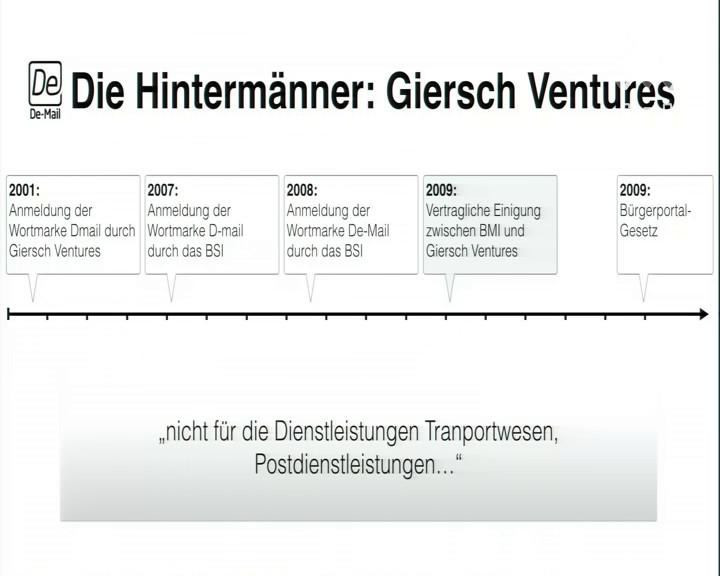 De
De-Mail
Die Hintermänner: Giersch Ventures
2001:
Anmeldung der
Wortmarke Dmail durch
Giersch Ventures
2007:
Anmeldung der
Wortmarke D-mail
durch das BSI
2008:
Anmeldung der
Wortmarke De-Mail
durch das BSI
2009:
Vertragliche Einigung
zwischen BMI und
Giersch Ventures
2009:
Bürgerportal-
Gesetz
„nicht für die Dienstleistungen Tranportwesen,
Postdienstleistungen…“